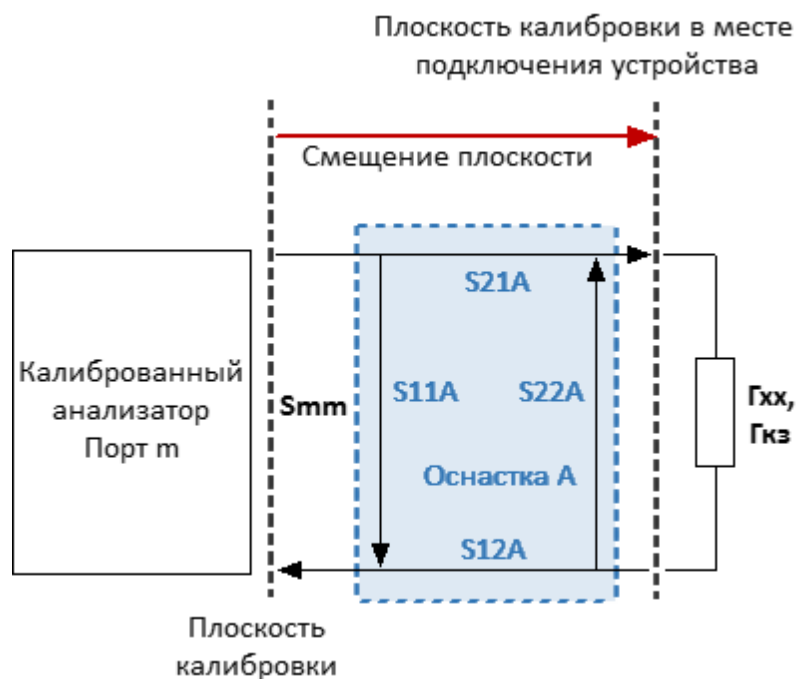 Плоскость калибровки в месте
подключения устройства
Смещение плоскости
S21A
Калиброванный
анализатор
Порт m
Smm
S11A
S22A
Гхх,
Гкз
Оснастка А
S12A
Плоскость
калибровки